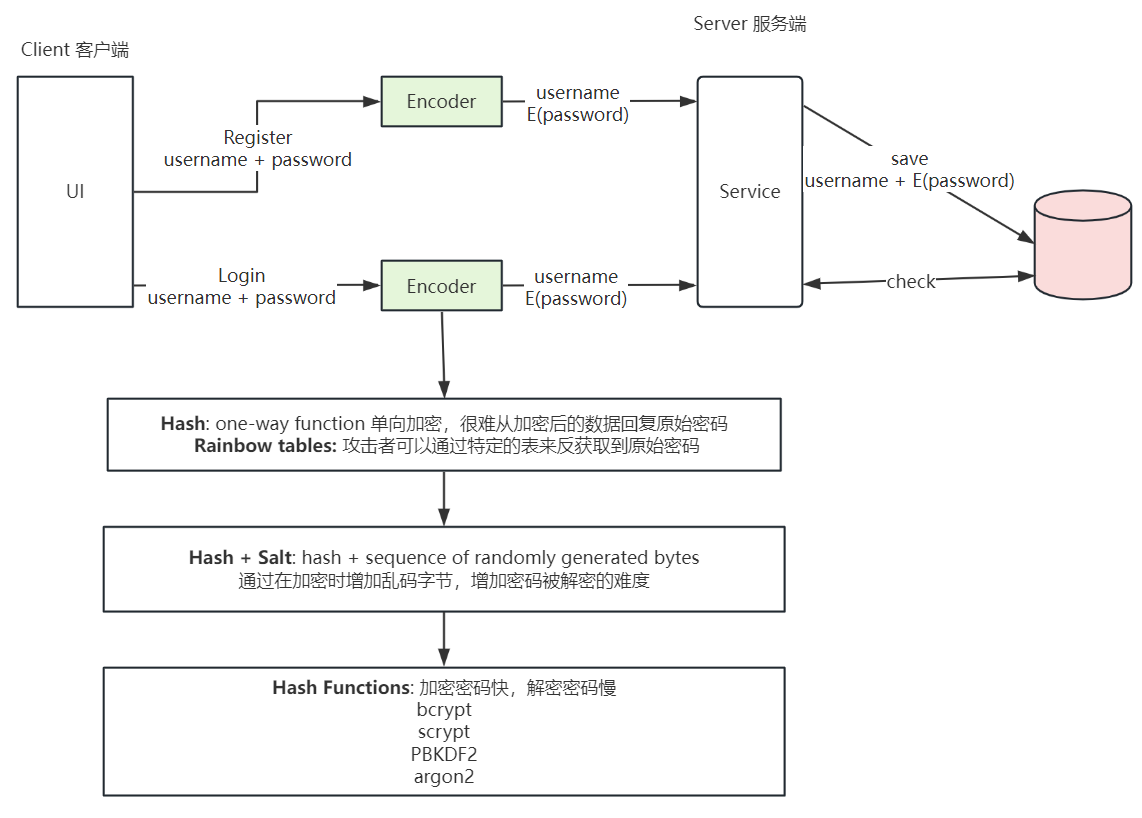 Server 服务端
Client 客户端
UI
Register
username + password
Encoder
username
E(password)
Service
save
username + E(password)
Login
username + password
Encoder
username
E(password)
check
Hash: one-way function 单向加密，很难从加密后的数据回复原始密码
Rainbow tables: 攻击者可以通过特定的表来反获取到原始密码
Hash + Salt: hash + sequence of randomly generated bytes
通过在加密时增加乱码字节，增加密码被解密的难度
Hash Functions: 加密密码快，解密密码慢
bcrypt
scrypt
PBKDF2
argon2